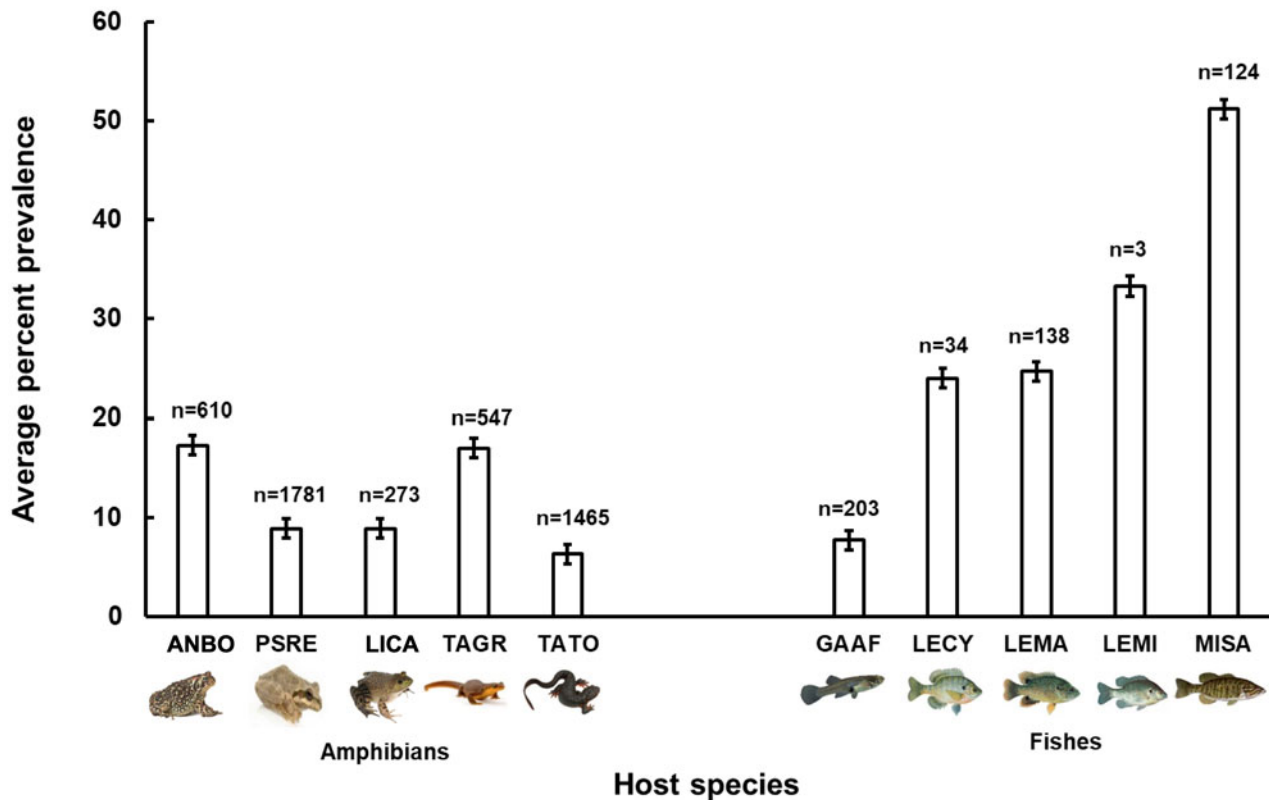 Average percent prevalence
60
50
40
30
20
10
0
n=610
n=1781
n=273
n=547
n=1465
n=203
n=34
n=138
n=3
n=124
ANBO PSRE LICA TAGR TATO GAAF LECY LEMA LEMI MISA
Amphibians Fishes
Host species